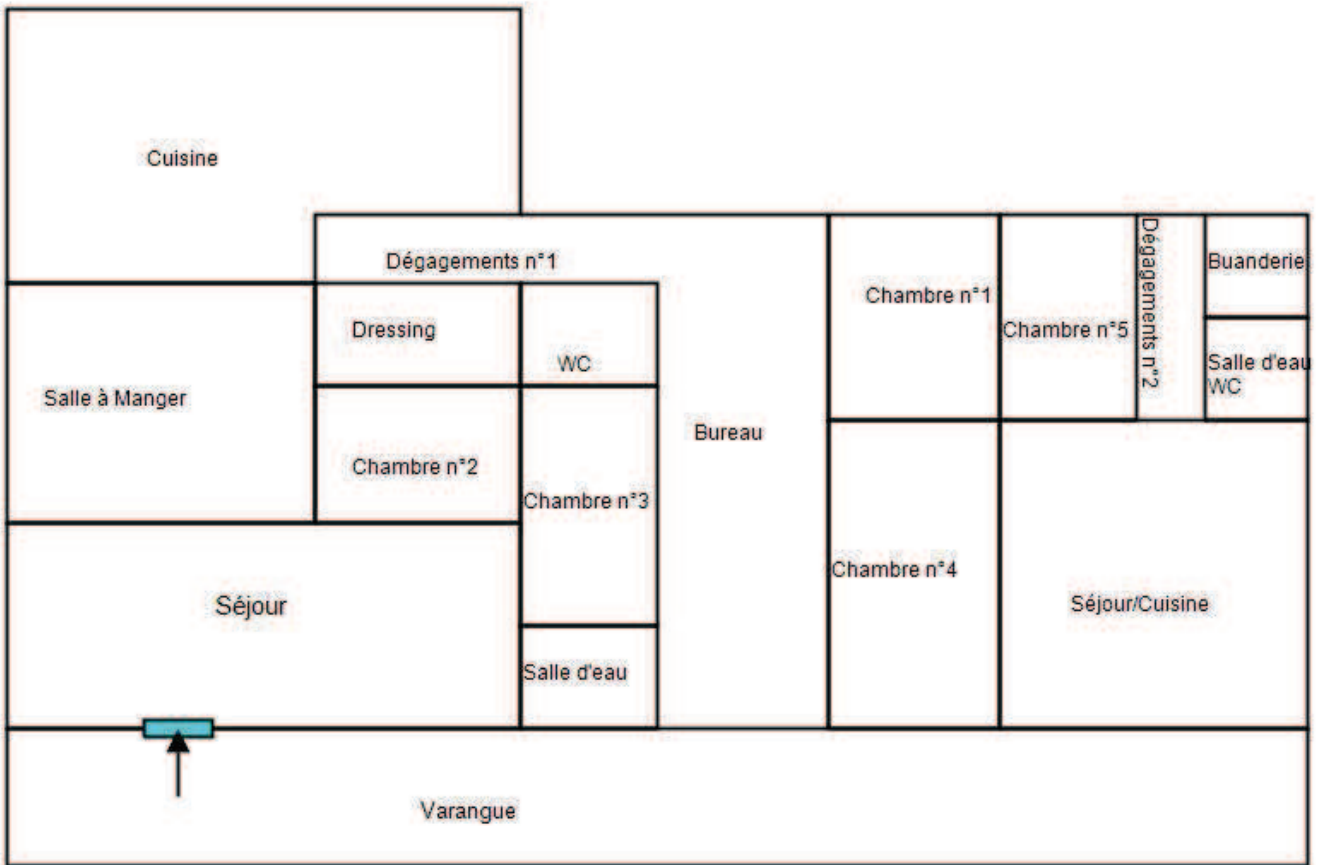 Cuisine
Dégagements n°1
Dressing
WC
Salle à Manger
Chambre n°2
Chambre n°3
Séjour
Salle d'eau
Bureau
Chambre n°1
Chambre n°5
Dégagements n°2
Buanderie
Salle d'eau
WC
Chambre n°4
Séjour/Cuisine
Varangue